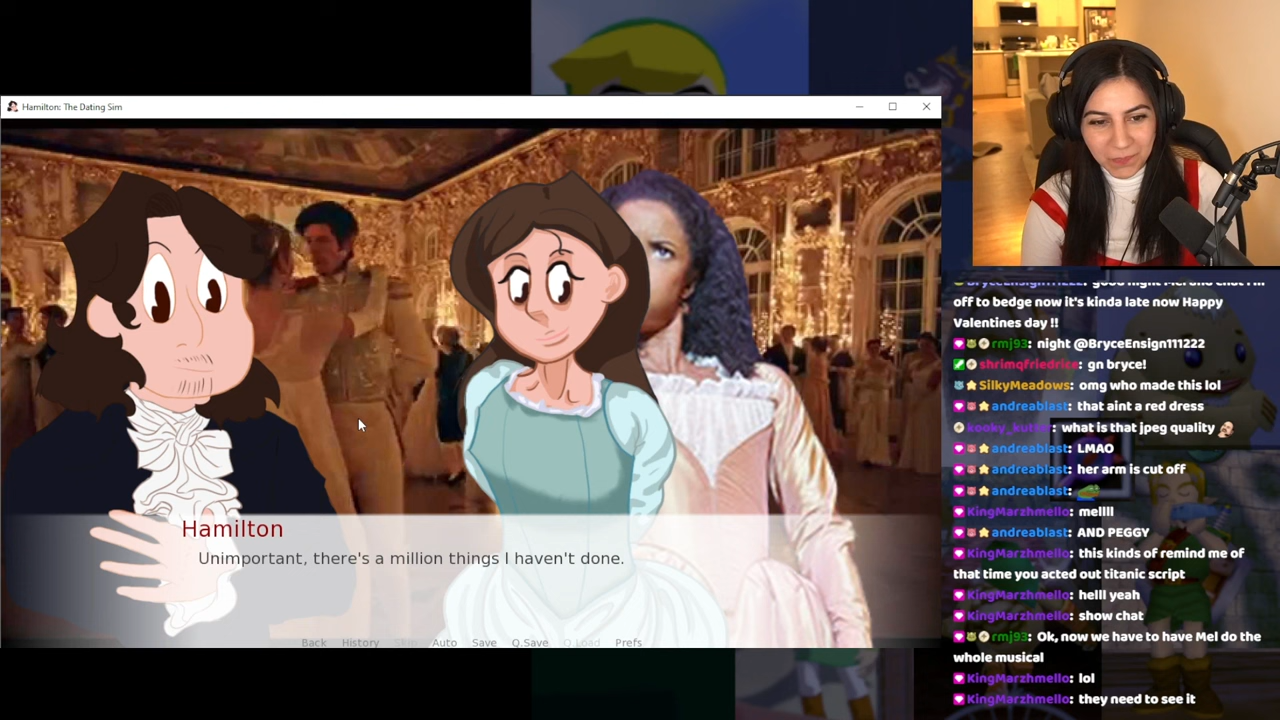 Hamilton: The Dating Sim
Hamilton
Unimportant, there's a million things I haven't done.
Back History Skip Auto Save Q.Save Q.Load Prefs
off to bedge now it's kinda late now Happy
Valentines day !!
rmj93: night @BryceEnsign111222
shrimqfriedrice: gn bryce!
SilkyMeadows: omg who made this lol
andreablast: that aint a red dress
what is that jpeg quality
andreablast: LMAO
andreablast: her arm is cut off
andreablast:
KingMarzhmello: mellll
andreablast: AND PEGGY
KingMarzhmello: this kinds of remind me of
that time you acted out titanic script
KingMarzhmello: helll yeah
KingMarzhmello: show chat
rmj93: Ok, now we have to have Mel do the
whole musical
KingMarzhmello: lol
KingMarzhmello: they need to see it